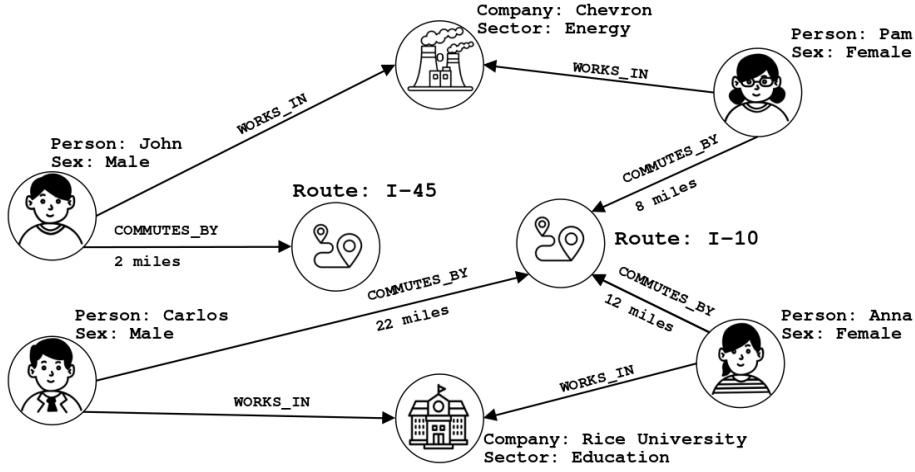 Company: Chevron
Sector: Energy
Person: Pam
Sex: Female
WORKS_IN
WORKS_IN
Person: John
Sex: Male
COMMUTES_BY
8 miles
Route: I-45
COMMUTES_BY
2 miles
Route: I-10
COMMUTES_BY
22 miles
COMMUTES_BY
12 miles
Person: Carlos
Sex: Male
Person: Anna
Sex: Female
WORKS_IN
WORKS_IN
Company: Rice University
Sector: Education